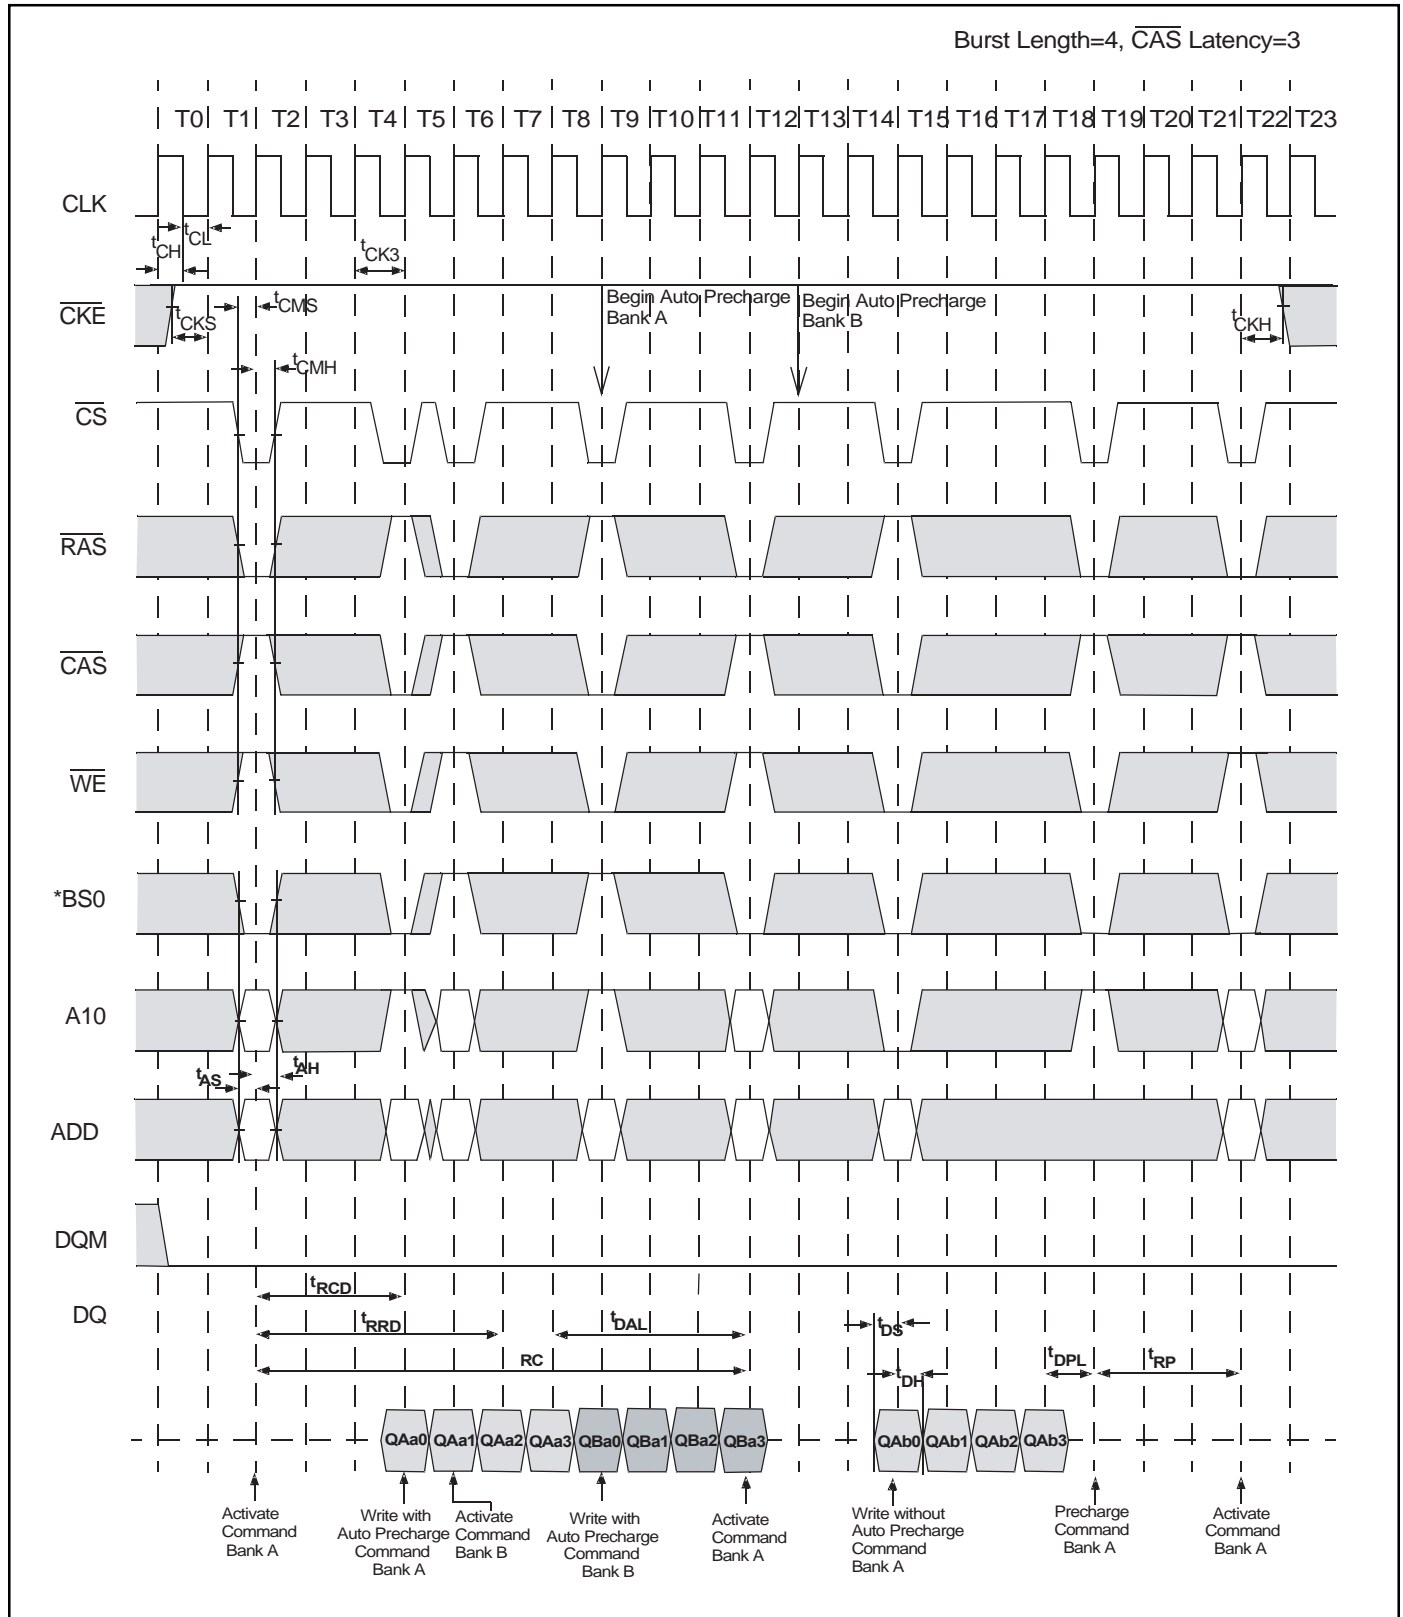 Burst Length=4, CAS Latency=3
T0 T1 T2 T3 T4 T5 T6 T7 T8 T9 T10 T11 T12 T13 T14 T15 T16 T17 T18 T19 T20 T21 T22 T23
CLK
tCH
tCL
tCK3
CKE
tCKS
tCMS
tCMH
Begin Auto Precharge
Bank A
Begin Auto Precharge
Bank B
tCKH
CS
RAS
CAS
WE
*BS0
A10
tAS
tAH
ADD
DQM
DQ
tRCD
tRRD
tDAL
RC
tDS
tDH
tDPL
tRP
QAa0 QAa1 QAa2 QAa3 QBa0 QBa1 QBa2 QBa3 QAb0 QAb1 QAb2 QAb3
Activate
Command
Bank A
Write with
Auto Precharge
Command
Bank A
Activate
Command
Bank B
Write with
Auto Precharge
Command
Bank B
Activate
Command
Bank A
Write without
Auto Precharge
Command
Bank A
Precharge
Command
Bank A
Activate
Command
Bank A